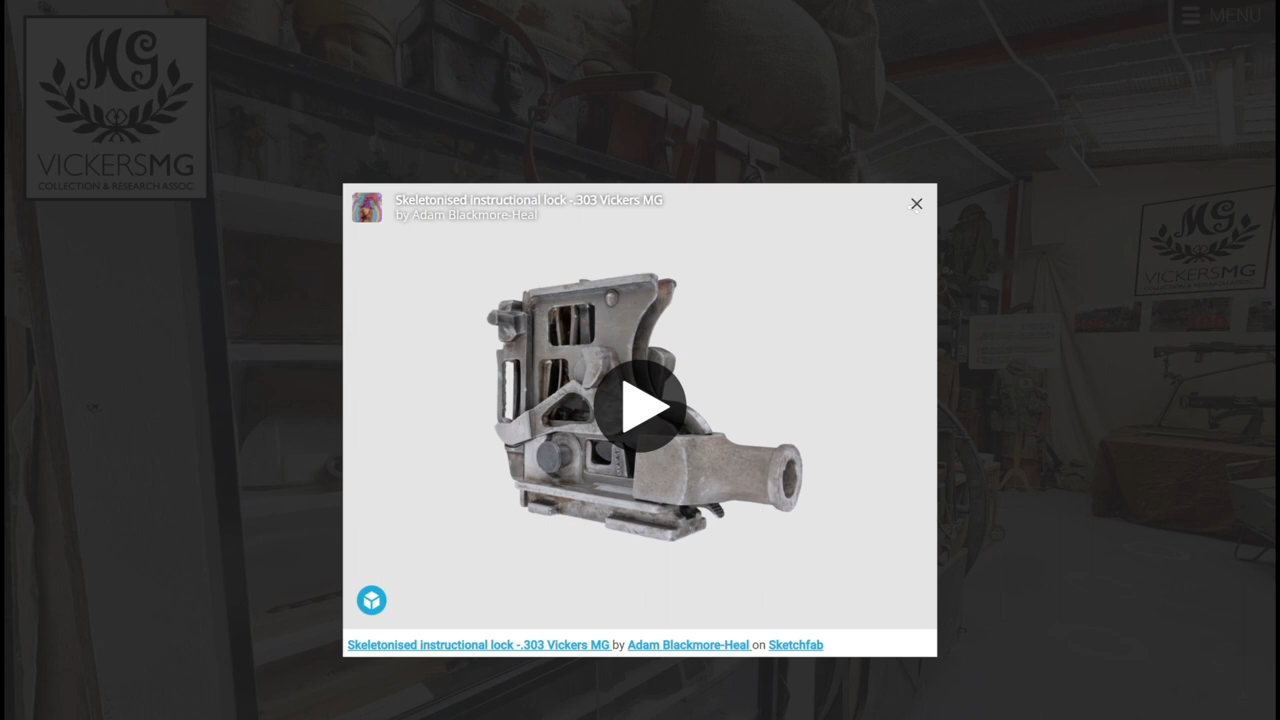 MENU
MG
VICKERSMG
COLLECTION & RESEARCH ASSOC.
Skeletonised instructional lock -.303 Vickers MG
by Adam Blackmore-Heal
MG
VICKERSMG
Skeletonised instructional lock -.303 Vickers MG by Adam Blackmore-Heal on Sketchfab